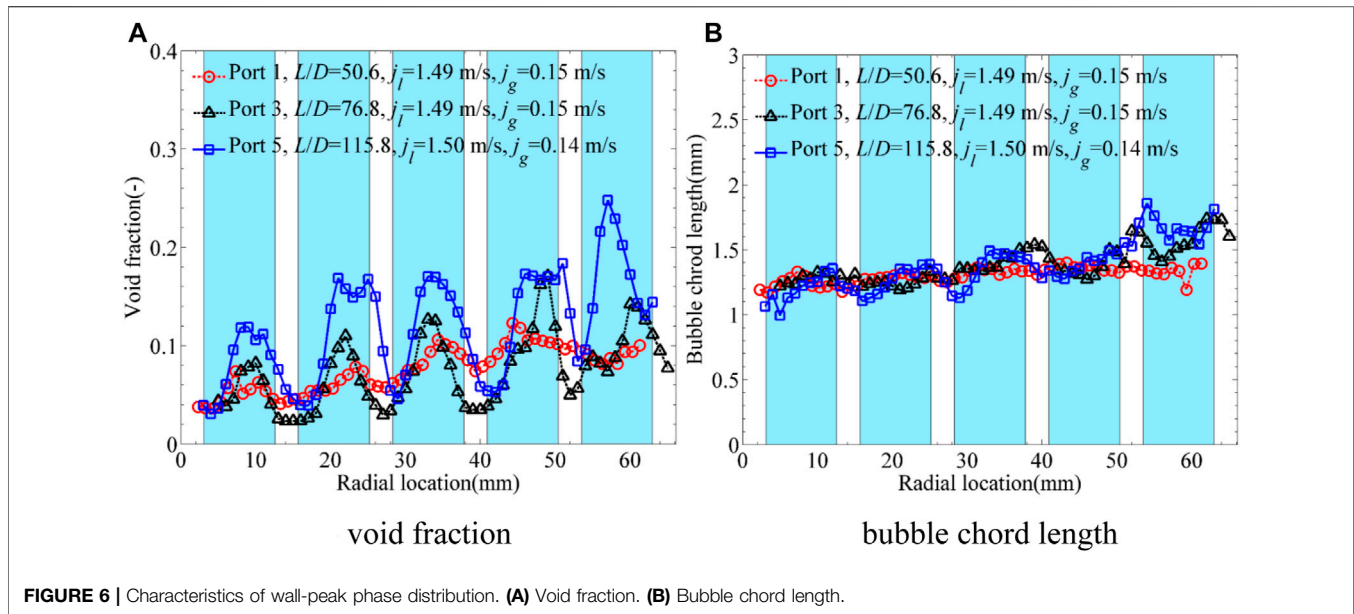 A
0.4
0.3
0.2
0.1
0
Void fraction(-)
Port 1, L/D=50.6, j_l=1.49 m/s, j_g=0.15 m/s
Port 3, L/D=76.8, j_l=1.49 m/s, j_g=0.15 m/s
Port 5, L/D=115.8, j_l=1.50 m/s, j_g=0.14 m/s
0 10 20 30 40 50 60
Radial location(mm)
void fraction
B
3
2.5
2
1.5
1
0.5
0
Bubble chrod length(mm)
Port 1, L/D=50.6, j_l=1.49 m/s, j_g=0.15 m/s
Port 3, L/D=76.8, j_l=1.49 m/s, j_g=0.15 m/s
Port 5, L/D=115.8, j_l=1.50 m/s, j_g=0.14 m/s
0 10 20 30 40 50 60
Radial location(mm)
bubble chord length
FIGURE 6 | Characteristics of wall-peak phase distribution. (A) Void fraction. (B) Bubble chord length.